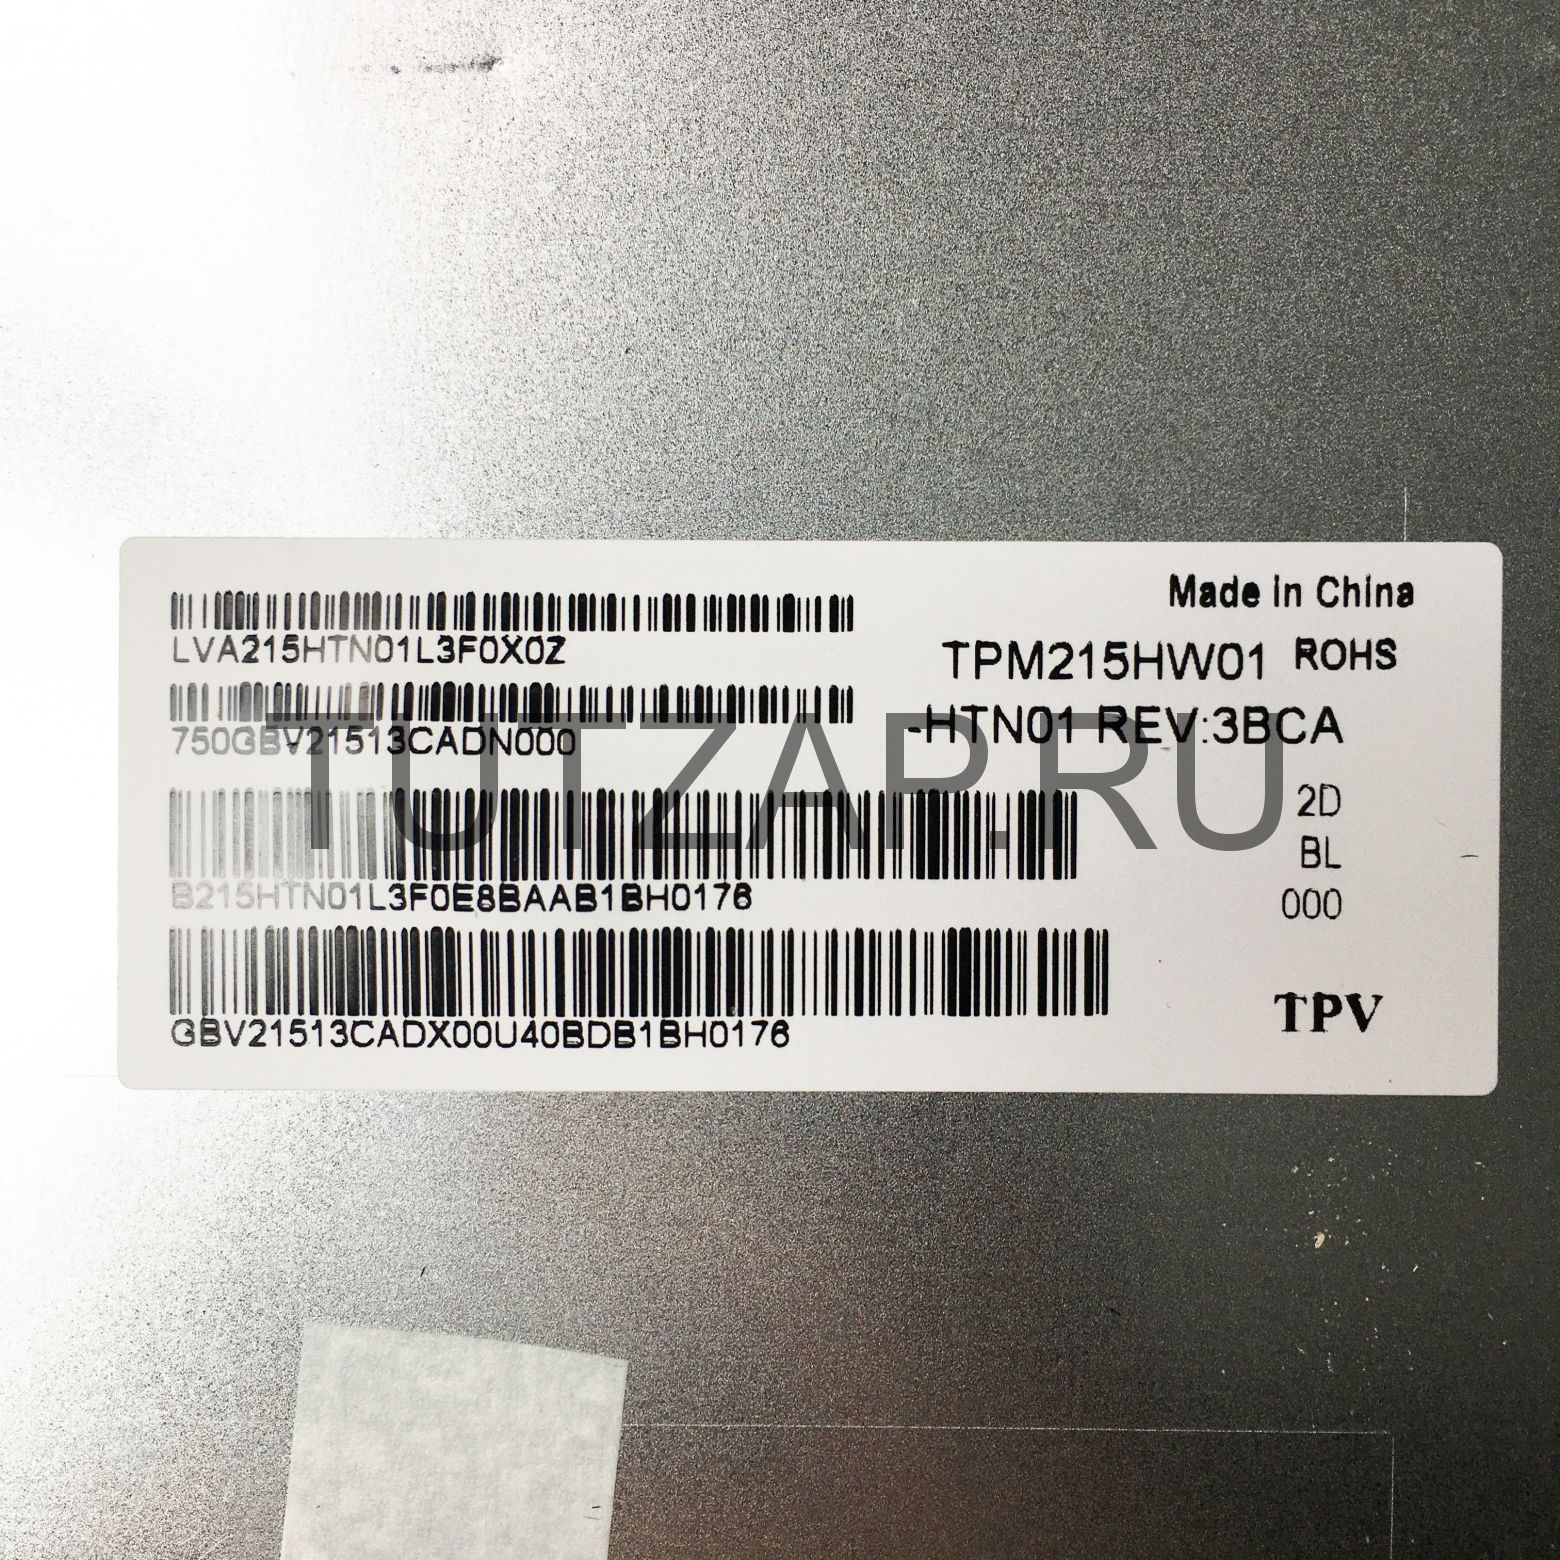 Made in China
LVA215HTN01L3F0X0Z
TPM215HW01 ROHS
750GBV21513CADN000
-HTN01 REV:3BCA
TUTZAP.RU
2D
BL
B215HTN01L3F0E8BAAB1BH0176
000
GBV21513CADX00U40BDB1BH0176
TPV